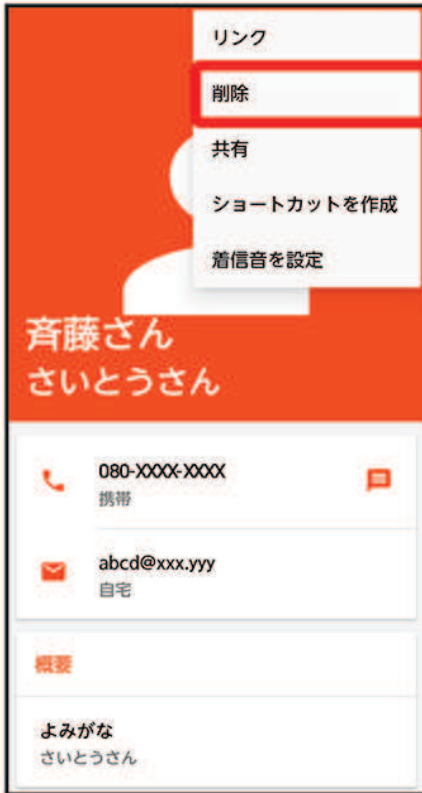 リンク
削除
共有
ショートカットを作成
着信音を設定
斉藤さん
さいとうさん
080-XXXX-XXXX
携帯
abcd@xxx.yyy
自宅
概要
よみがな
さいとうさん